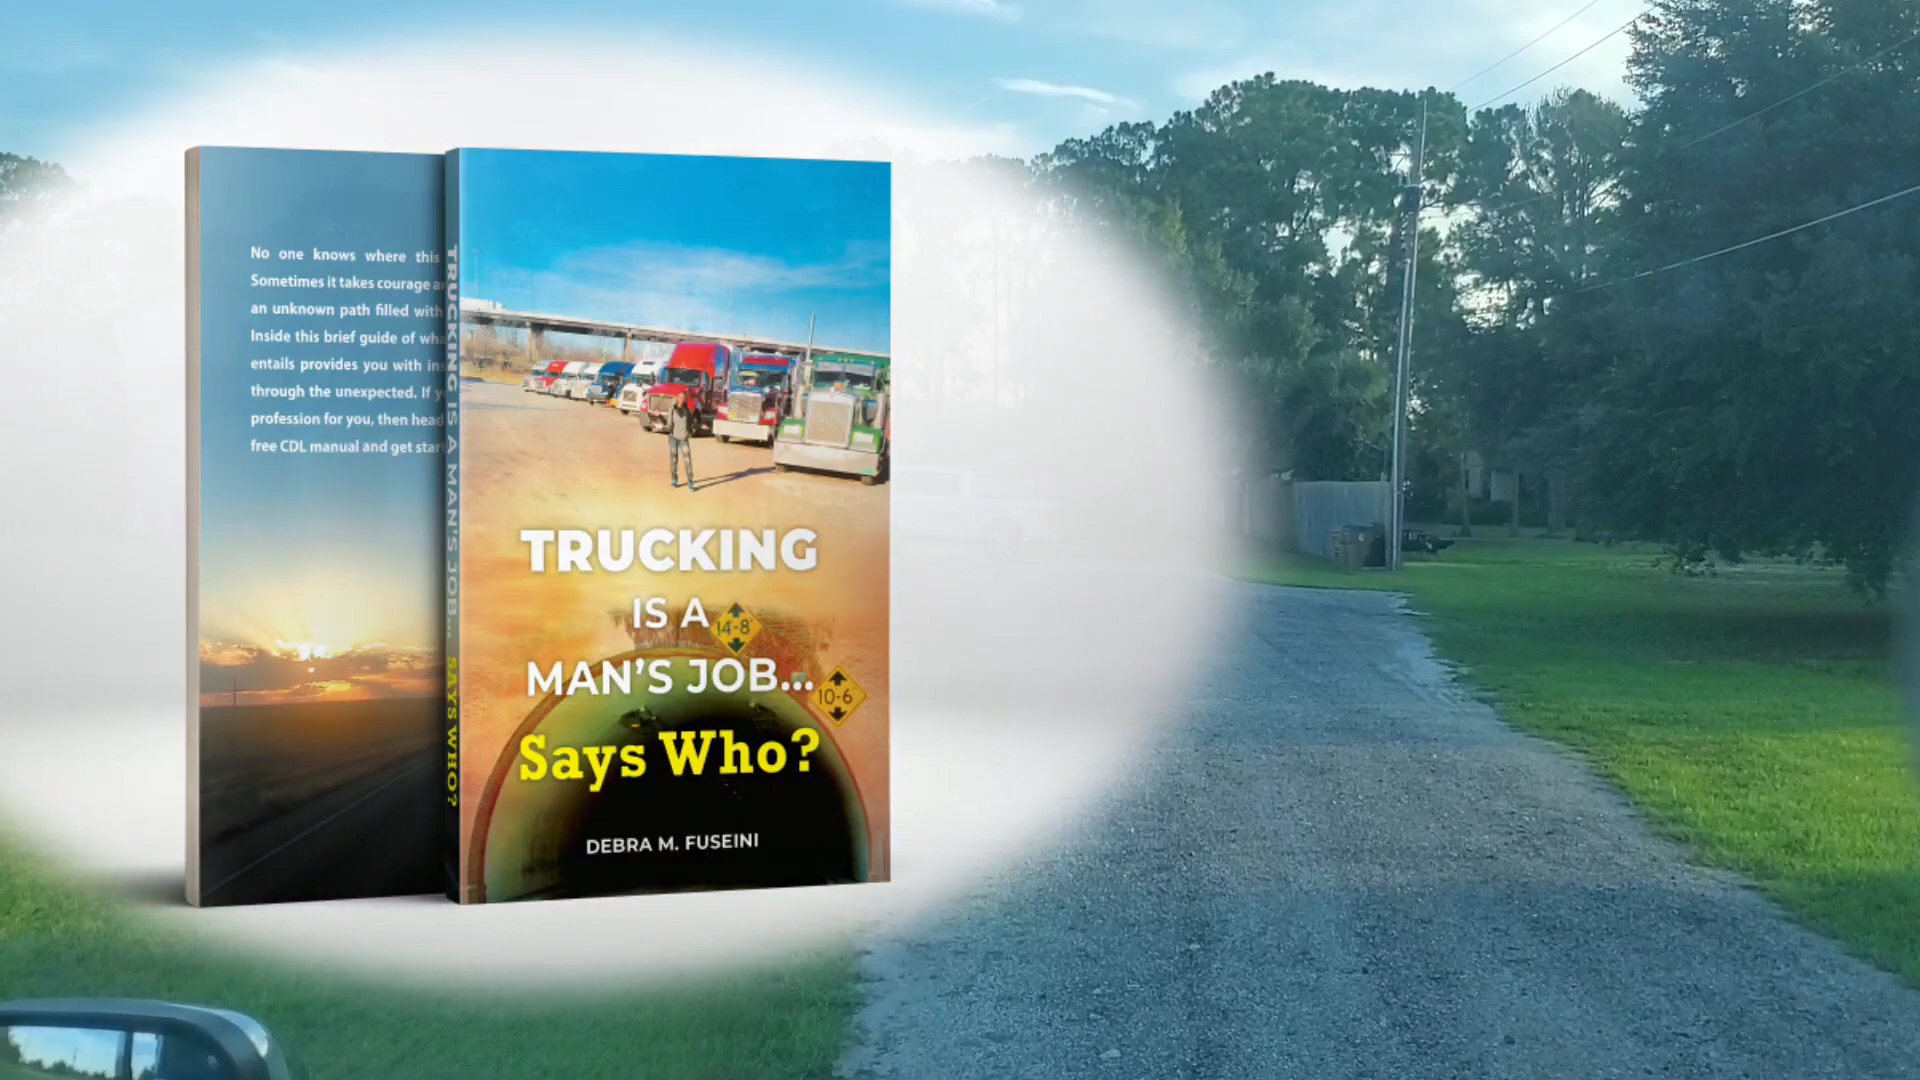 No one knows where this
Sometimes it takes courage
an unknown path filled with
Inside this brief guide of
entails provides you with
through the unexpected. If
profession for you, then head
free CDL manual and get
TRUCKING IS A MAN'S JOB... SAYS WHO?
TRUCKING
IS A
14-8
MAN'S JOB...
10-6
Says Who?
DEBRA M. FUSEINI